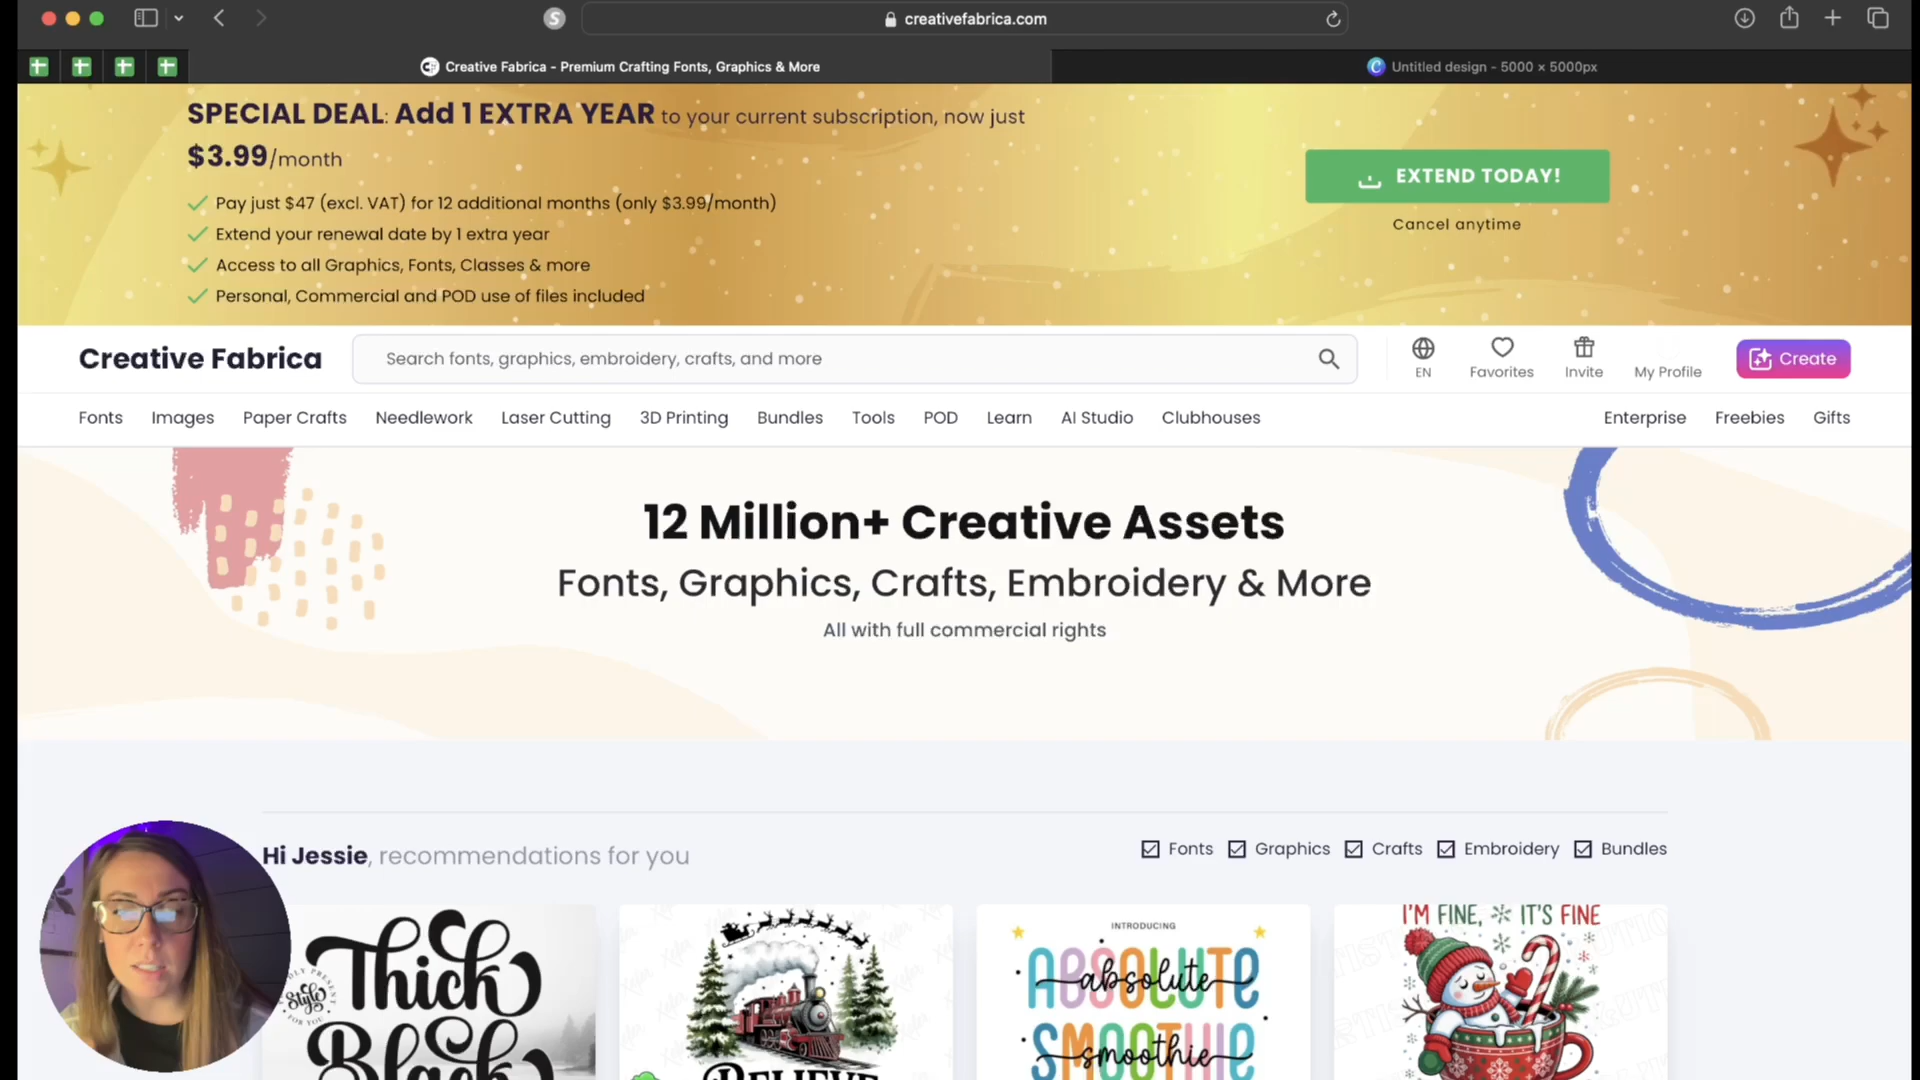 S
creativefabrica.com
Creative Fabrica - Premium Crafting Fonts, Graphics & More
C
Untitled design - 5000 × 5000px
SPECIAL DEAL: Add 1 EXTRA YEAR to your current subscription, now just
$3.99/month
Pay just $47 (excl. VAT) for 12 additional months (only $3.99/month)
Extend your renewal date by 1 extra year
Access to all Graphics, Fonts, Classes & more
Personal, Commercial and POD use of files included
EXTEND TODAY!
Cancel anytime
Creative Fabrica
Search fonts, graphics, embroidery, crafts, and more
EN
Favorites
Invite
My Profile
Create
Fonts
Images
Paper Crafts
Needlework
Laser Cutting
3D Printing
Bundles
Tools
POD
Learn
AI Studio
Clubhouses
Enterprise
Freebies
Gifts
12 Million+ Creative Assets
Fonts, Graphics, Crafts, Embroidery & More
All with full commercial rights
Hi Jessie, recommendations for you
Fonts
Graphics
Crafts
Embroidery
Bundles
Thick
Style
FOR YOU
Black
BELIEVE
INTRODUCING
ABSOLUTE
absolute
SMOOTHIE
smoothie
I'M FINE, IT'S FINE